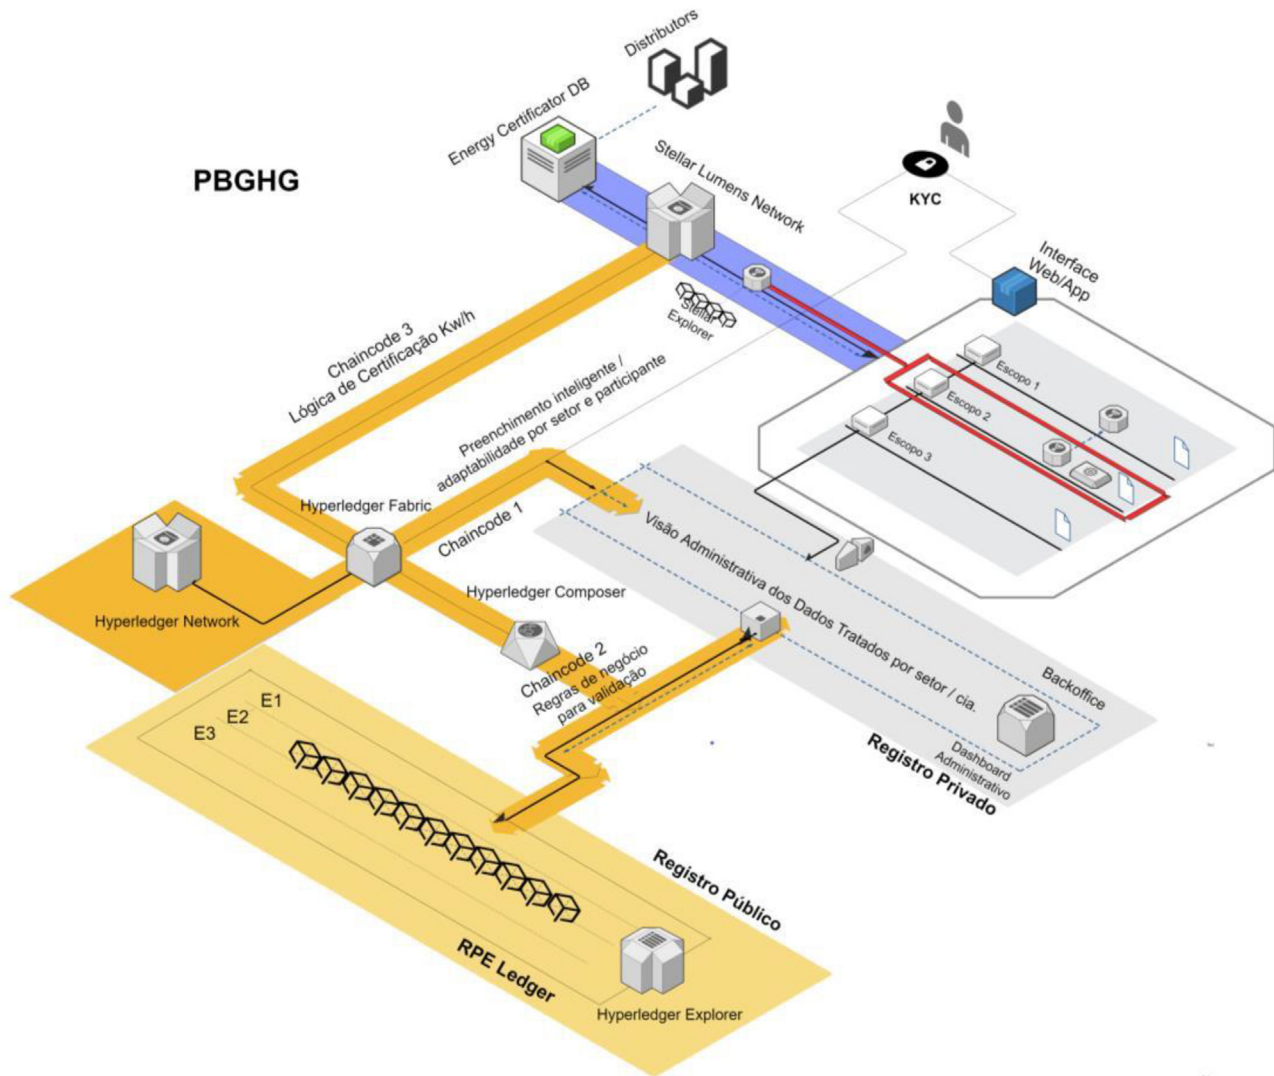 Distributors
Energy Certificator DB
Stellar Lumens Network
PBGHG
KYC
Interface
Web/App
Stellar
Explorer
Escopo 1
Escopo 2
Escopo 3
Chaincode 3
Lógica de Certificação Kw/h
Preenchimento inteligente /
adaptabilidade por setor e participante
Hyperledger Fabric
Chaincode 1
Hyperledger Network
Hyperledger Composer
Visão Administrativa dos Dados Tratados por setor / cia.
Chaincode 2
Regras de negócio
para validação
Backoffice
Dashboard
Administrativo
Registro Privado
E1
E2
E3
Registro Público
RPE Ledger
Hyperledger Explorer